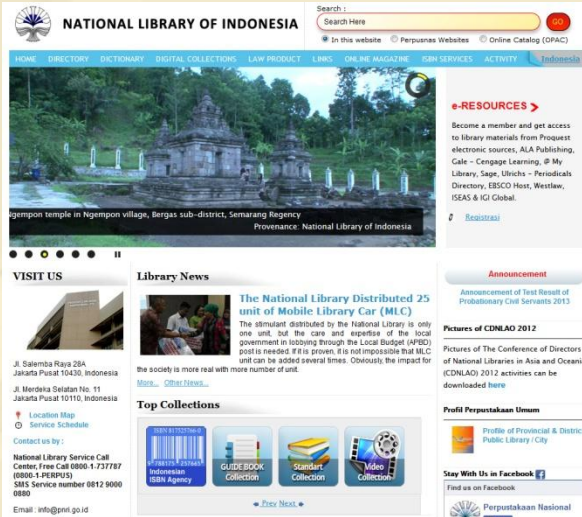 NATIONAL LIBRARY OF INDONESIA
Search :
Search Here
GO
In this website
Perpusnas Websites
Online Catalog (OPAC)
HOME
DIRECTORY
DICTIONARY
DIGITAL COLLECTIONS
LAW PRODUCT
LINKS
ONLINE MAGAZINE
ISBN SERVICES
ACTIVITY
Indonesia
Ngempon temple in Ngempon village, Bergas sub-district, Semarang Regency
Provenance: National Library of Indonesia
e-RESOURCES
Become a member and get access
to library materials from Proquest
electronic sources, ALA Publishing,
Gale - Cengage Learning, @ My
Library, Sage, Ulrichs - Periodicals
Directory, EBSCO Host, Westlaw,
ISEAS & IGI Global.
Registrasi
VISIT US
Jl. Salemba Raya 28A
Jakarta Pusat 10430, Indonesia
Jl. Merdeka Selatan No. 11
Jakarta Pusat 10110, Indonesia
Location Map
Service Schedule
Contact us by :
National Library Service Call
Center, Free Call 0800-1-737787
(0800-1-PERPUS)
SMS Service number 0812 9000
0880
Email : info@pnri.go.id
Library News
The National Library Distributed 25
unit of Mobile Library Car (MLC)
The stimulant distributed by the National Library is only
one unit, but the care and expertise of the local
government in lobbying through the Local Budget (APBD)
post is needed. If it is proven, it is not impossible that MLC
unit can be added several times. Obviously, the impact for
the society is more real with more number of unit.
More...
Other News...
Top Collections
Indonesian
ISBN Agency
GUIDE BOOK
Collection
Standart
Collection
Video
Collection
Prev Next
Announcement
Announcement of Test Result of
Probationary Civil Servants 2013
Pictures of CDNLAO 2012
Pictures of The Conference of Directors
of National Libraries in Asia and Oceania
(CDNLAO) 2012 activities can be
downloaded here
Profil Perpustakaan Umum
Profile of Provincial & District
Public Library / City
Stay With Us in Facebook
Find us on Facebook
Perpustakaan Nasional